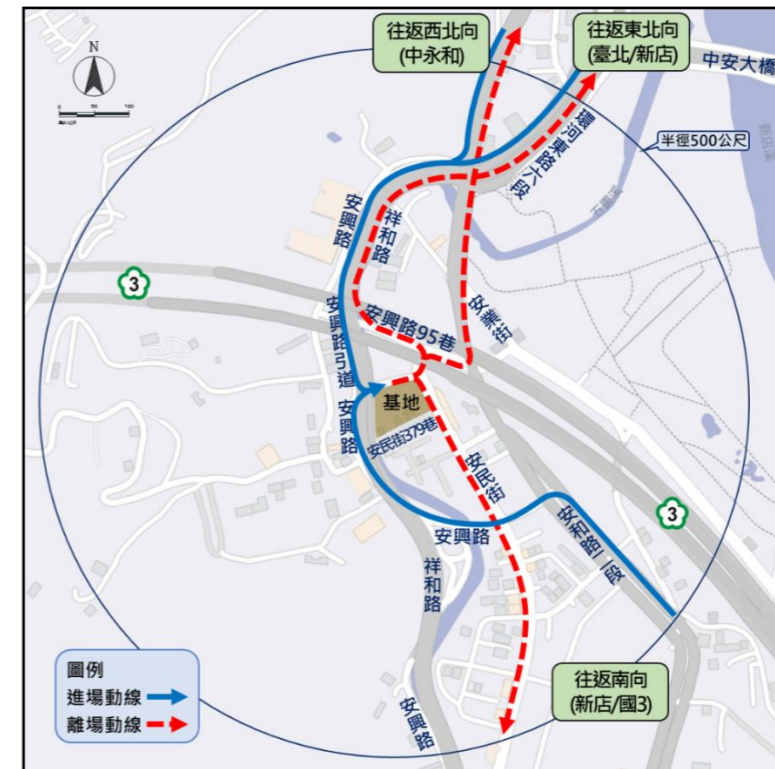 往返西北向
(中永和)
往返東北向
(臺北/新店)
中安大橋
N
半徑500公尺
新店溪
環河東路六段
安興路
祥和路
3
安業街
安興路95巷
安興路引道
基地
安興路
安民街379巷
安民街
3
安和路一段
安興路
祥和路
圖例
進場動線
離場動線
往返南向
(新店/國3)
安興路